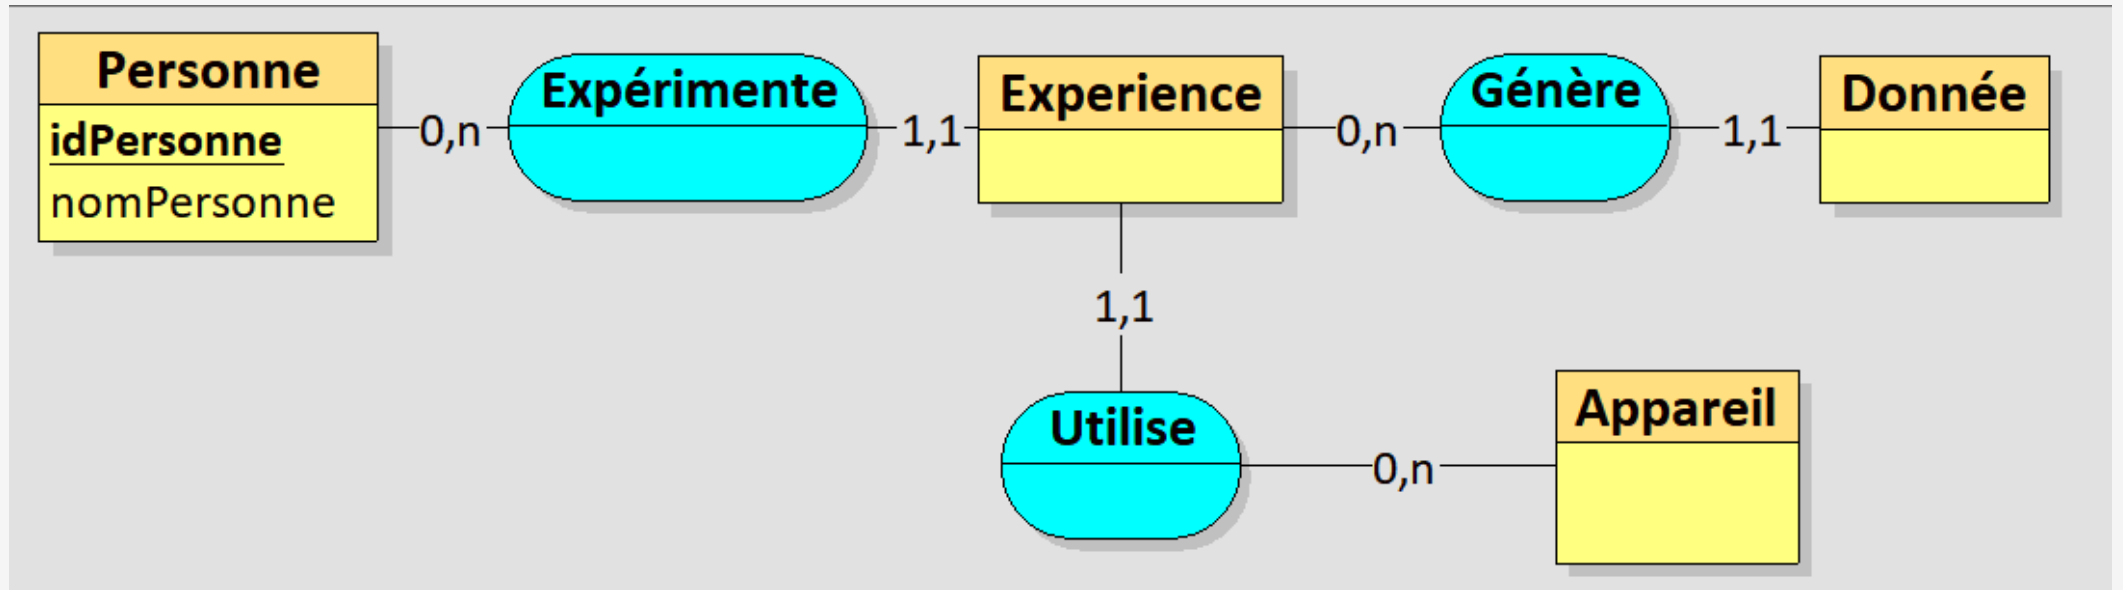 Personne
idPersonne
nomPersonne
0,n
Expérimente
1,1
Experience
0,n
Génère
1,1
Donnée
1,1
Utilise
0,n
Appareil